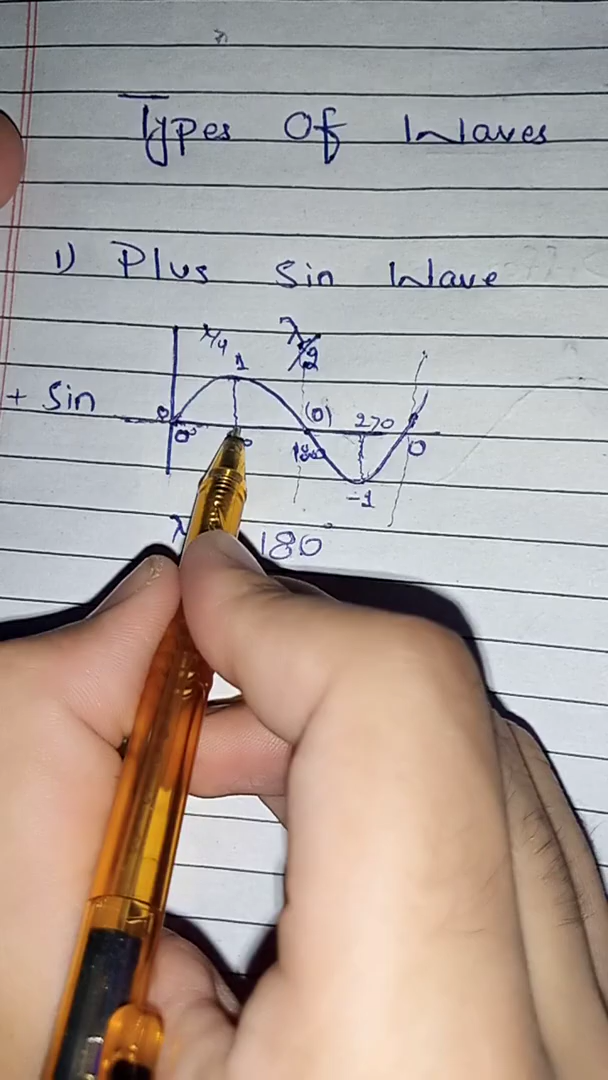 Types Of Waves
1) Plus Sin Wave
λ/4 λ/2
1
+ Sin 0 (0) 270
0° 180 0
-1
λ 180°